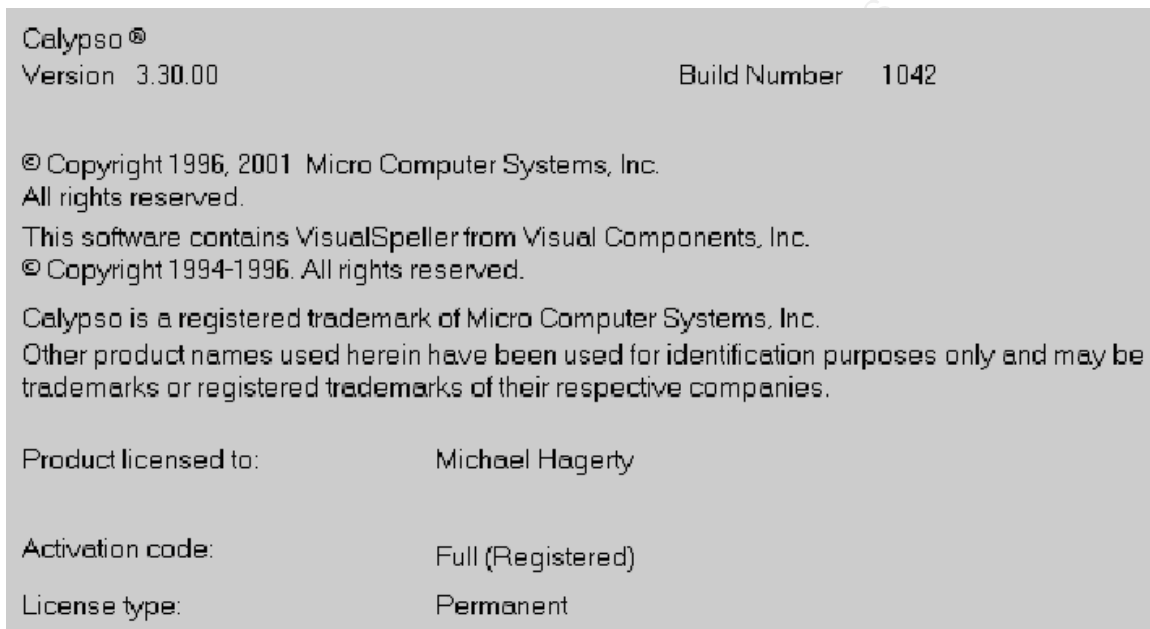 Calypso ®
Version 3.30.00 Build Number 1042
© Copyright 1996, 2001 Micro Computer Systems, Inc.
All rights reserved.
This software contains VisualSpeller from Visual Components, Inc.
© Copyright 1994-1996. All rights reserved.
Calypso is a registered trademark of Micro Computer Systems, Inc.
Other product names used herein have been used for identification purposes only and may be
trademarks or registered trademarks of their respective companies.
Product licensed to: Michael Hagerty
Activation code: Full (Registered)
License type: Permanent